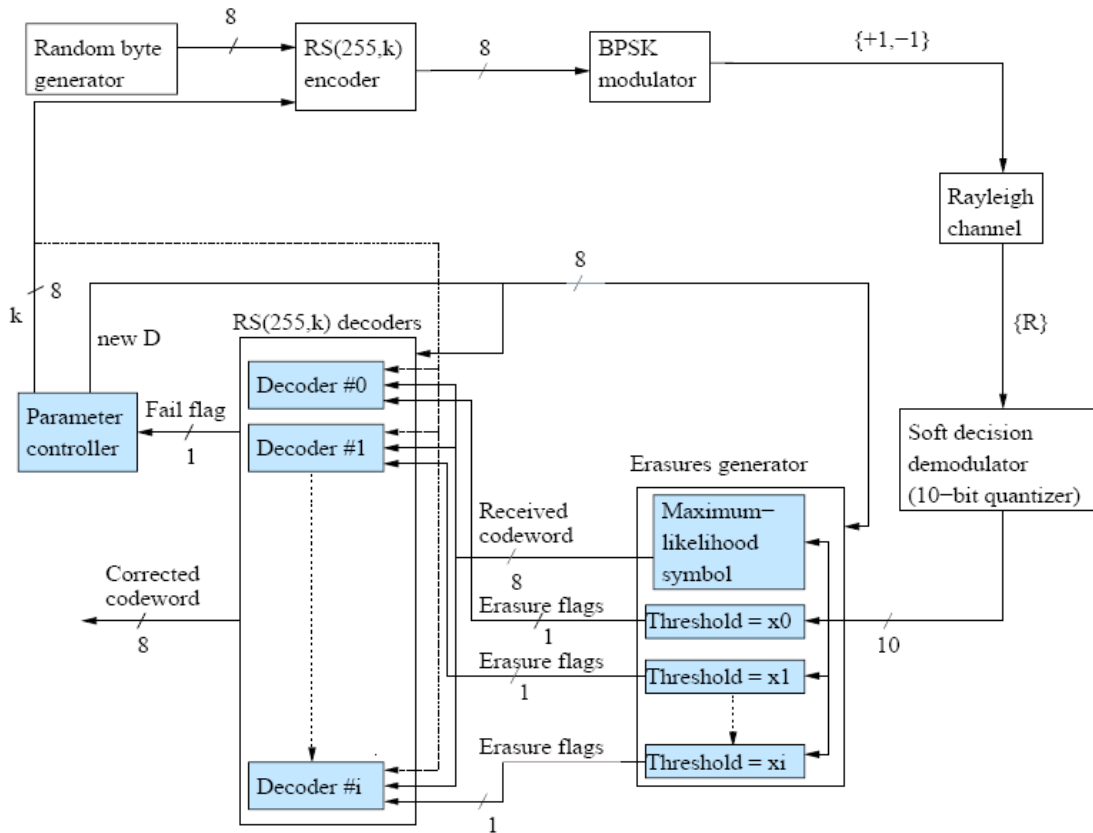 8
Random byte
generator
RS(255,k)
encoder
8
BPSK
modulator
{+1,−1}
Rayleigh
channel
8
8
k
new D
RS(255,k) decoders
{R}
Decoder #0
Parameter
controller
Fail flag
1
Decoder #1
Soft decision
demodulator
(10−bit quantizer)
Erasures generator
Received
codeword
8
Maximum−
likelihood
symbol
Corrected
codeword
8
Erasure flags
1
Threshold = x0
10
Erasure flags
1
Threshold = x1
Erasure flags
1
Threshold = xi
Decoder #i